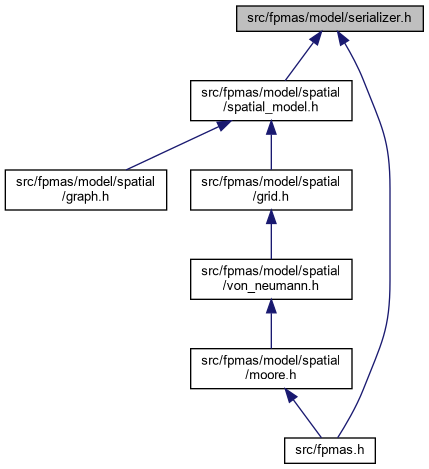 src/fpmas/model/serializer.h
src/fpmas/model/spatial
/spatial_model.h
src/fpmas/model/spatial
/graph.h
src/fpmas/model/spatial
/grid.h
src/fpmas/model/spatial
/von_neumann.h
src/fpmas/model/spatial
/moore.h
src/fpmas.h